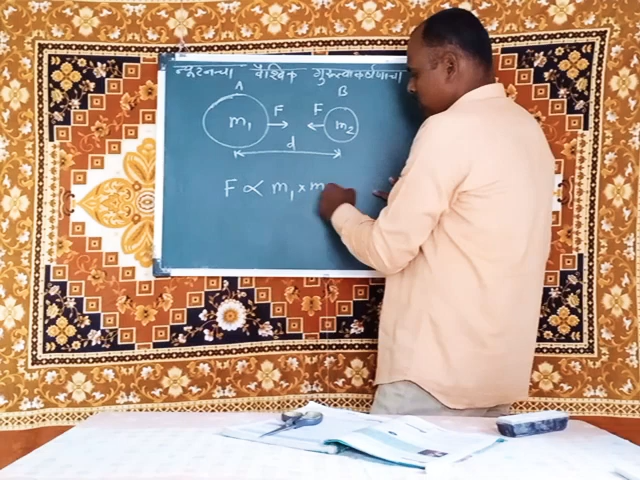 न्यूटनचा वैश्विक गुरुत्वाकर्षणाचा
A B
F F
m₁ m₂
d
F ∝ m₁ × m